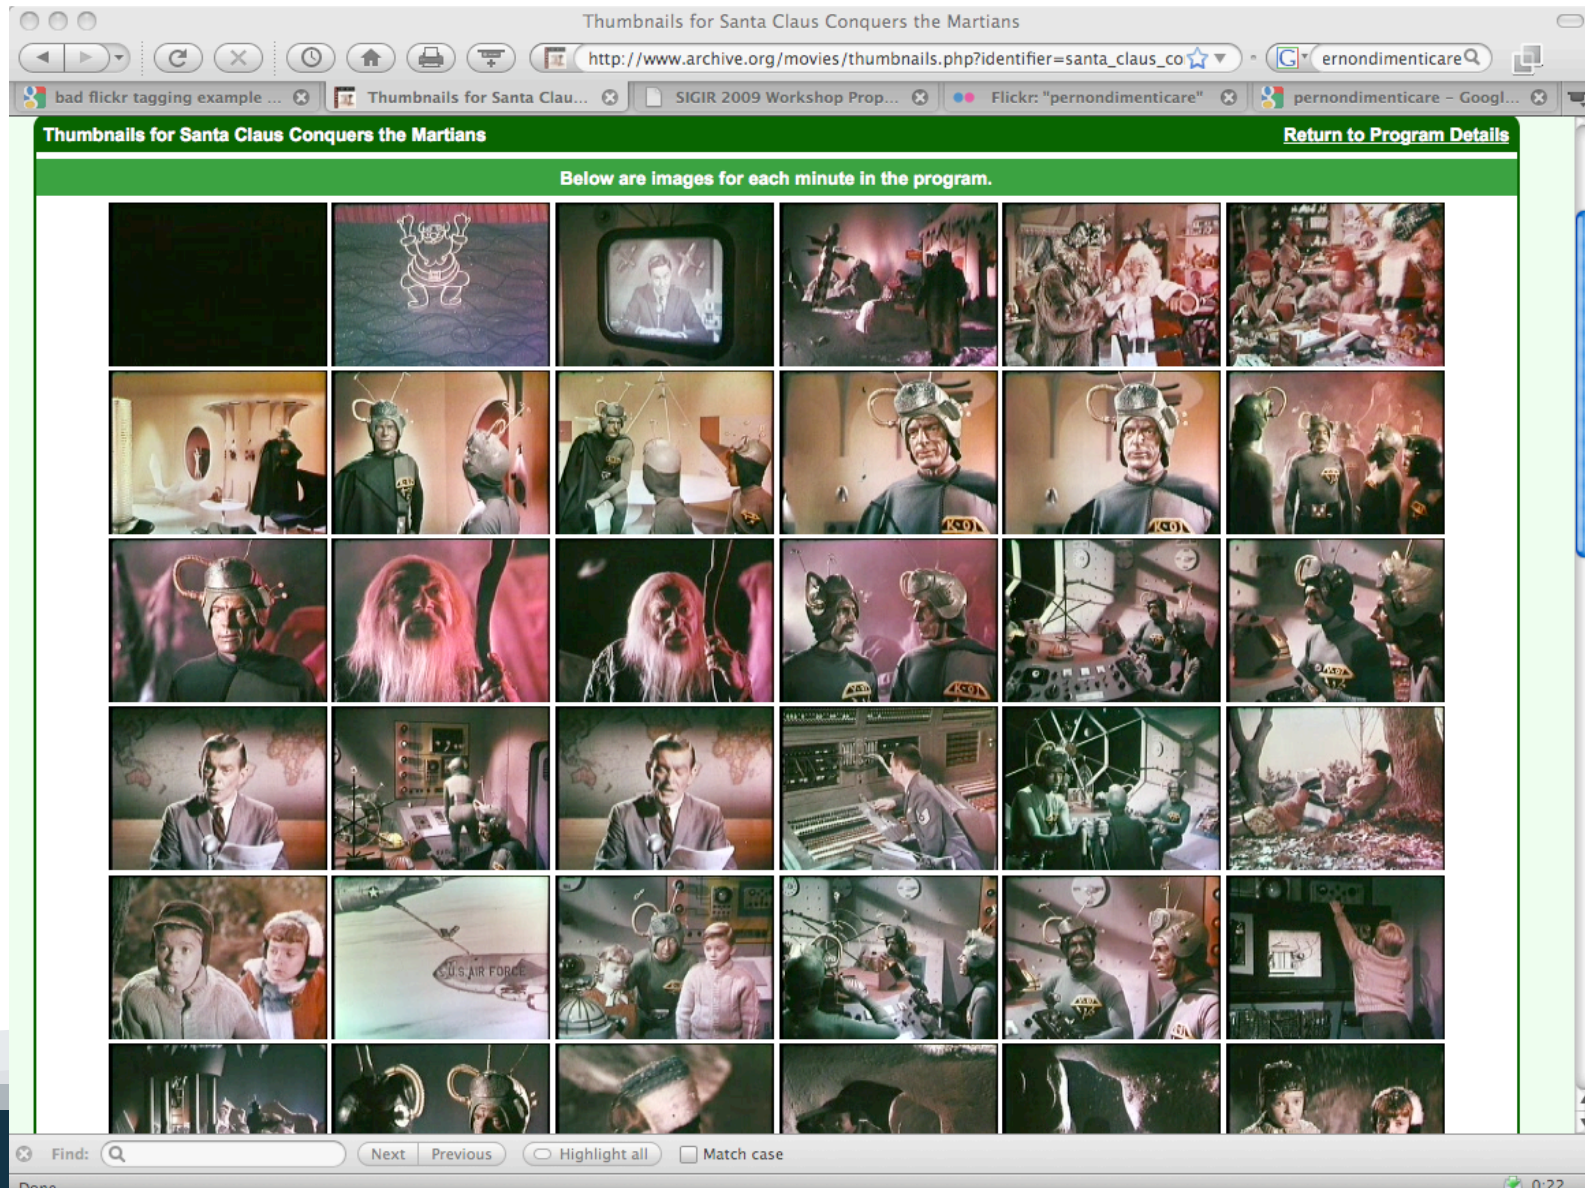 Thumbnails for Santa Claus Conquers the Martians
http://www.archive.org/movies/thumbnails.php?identifier=santa_claus_co
G
ernondimenticare
bad flickr tagging example ...
Thumbnails for Santa Clau...
SIGIR 2009 Workshop Prop...
Flickr: "pernondimenticare"
pernondimenticare – Googl...
Thumbnails for Santa Claus Conquers the Martians
Return to Program Details
Below are images for each minute in the program.
K-O
K-O
K-O
U.S. AIR FORCE
Find:
Next
Previous
Highlight all
Match case
Done
0:22